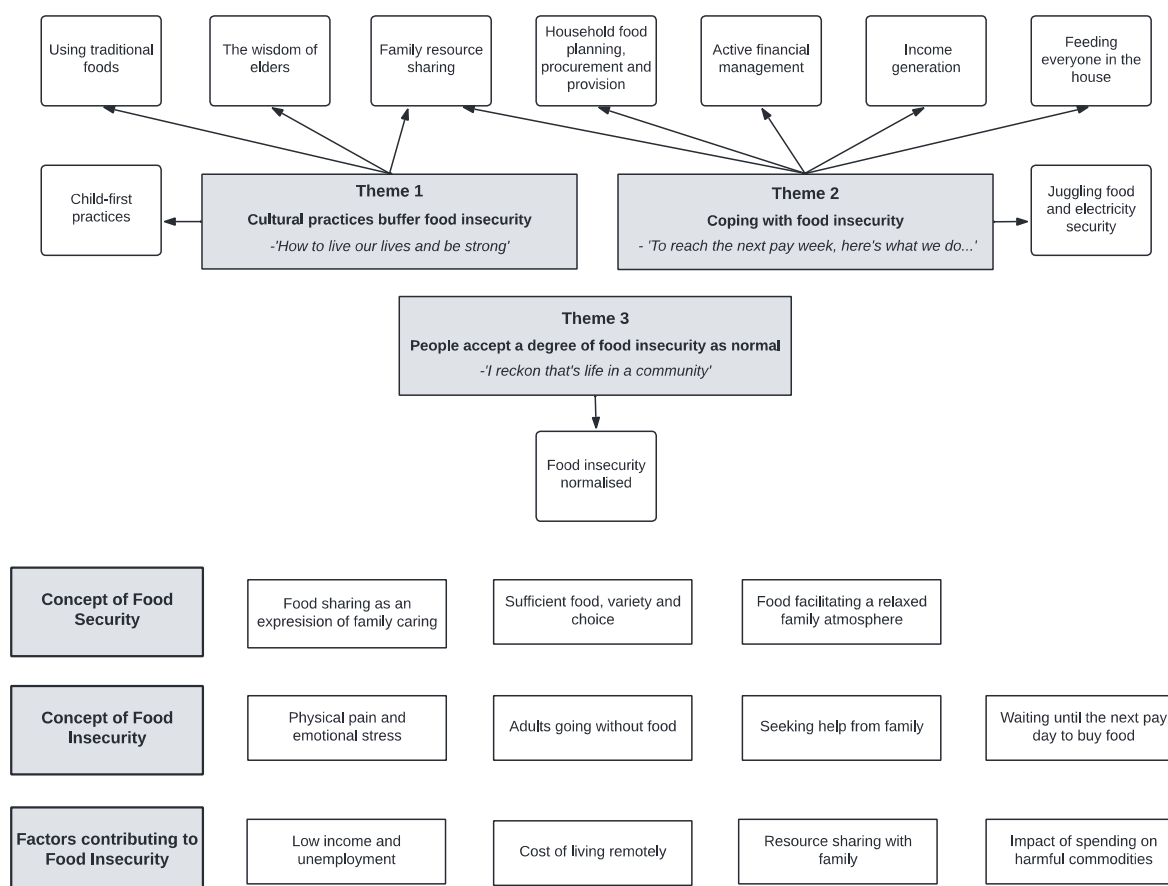 Using traditional
foods
The wisdom of
elders
Family resource
sharing
Household food
planning,
procurement and
provision
Active financial
management
Income
generation
Feeding
everyone in the
house
Child-first
practices
Theme 1
Cultural practices buffer food insecurity
-'How to live our lives and be strong'
Theme 2
Coping with food insecurity
- 'To reach the next pay week, here's what we do...'
Juggling food
and electricity
security
Theme 3
People accept a degree of food insecurity as normal
-'I reckon that's life in a community'
Food insecurity
normalised
Concept of Food
Security
Food sharing as an
expresision of family caring
Sufficient food, variety and
choice
Food facilitating a relaxed
family atmosphere
Concept of Food
Insecurity
Physical pain and
emotional stress
Adults going without food
Seeking help from family
Waiting until the next pay
day to buy food
Factors contributing to
Food Insecurity
Low income and
unemployment
Cost of living remotely
Resource sharing with
family
Impact of spending on
harmful commodities